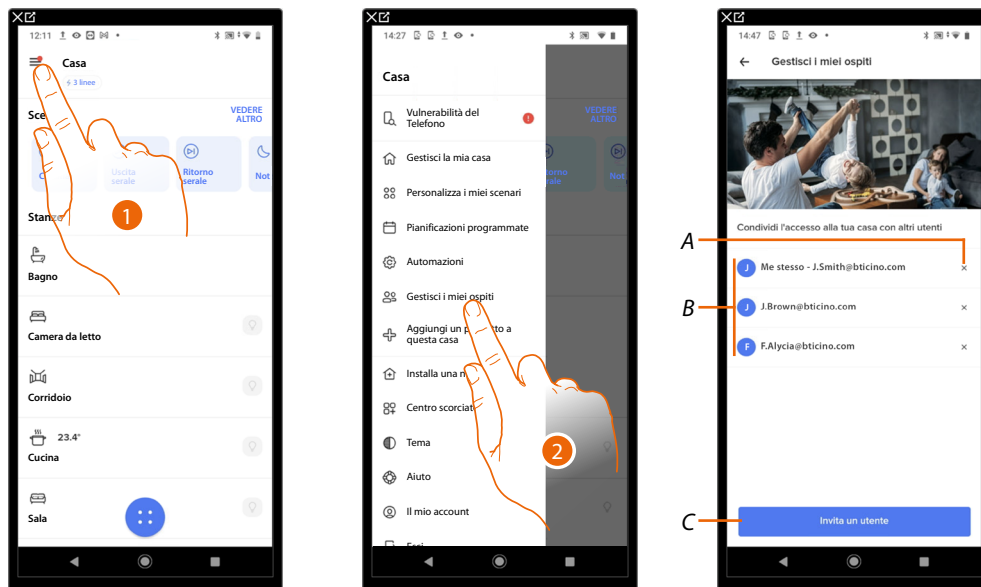 12:11
Casa
3 linee
Sce
VEDERE
ALTRO
C
Uscita
serale
Ritorno
serale
Not
Stanze
1
Bagno
Camera da letto
Corridoio
23.4°
Cucina
Sala
14:27
Casa
Vulnerabilità del
Telefono
VEDERE
ALTRO
Gestisci la mia casa
Personalizza i miei scenari
Pianificazioni programmate
Automazioni
Gestisci i miei ospiti
Aggiungi un p to a
questa casa
Installa una n
Centro scorciat
Tema
2
Aiuto
Il mio account
Esci
14:47
Gestisci i miei ospiti
Condividi l'accesso alla tua casa con altri utenti
A
J Me stesso - J.Smith@bticino.com ×
B
J J.Brown@bticino.com ×
F F.Alycia@bticino.com ×
C
Invita un utente